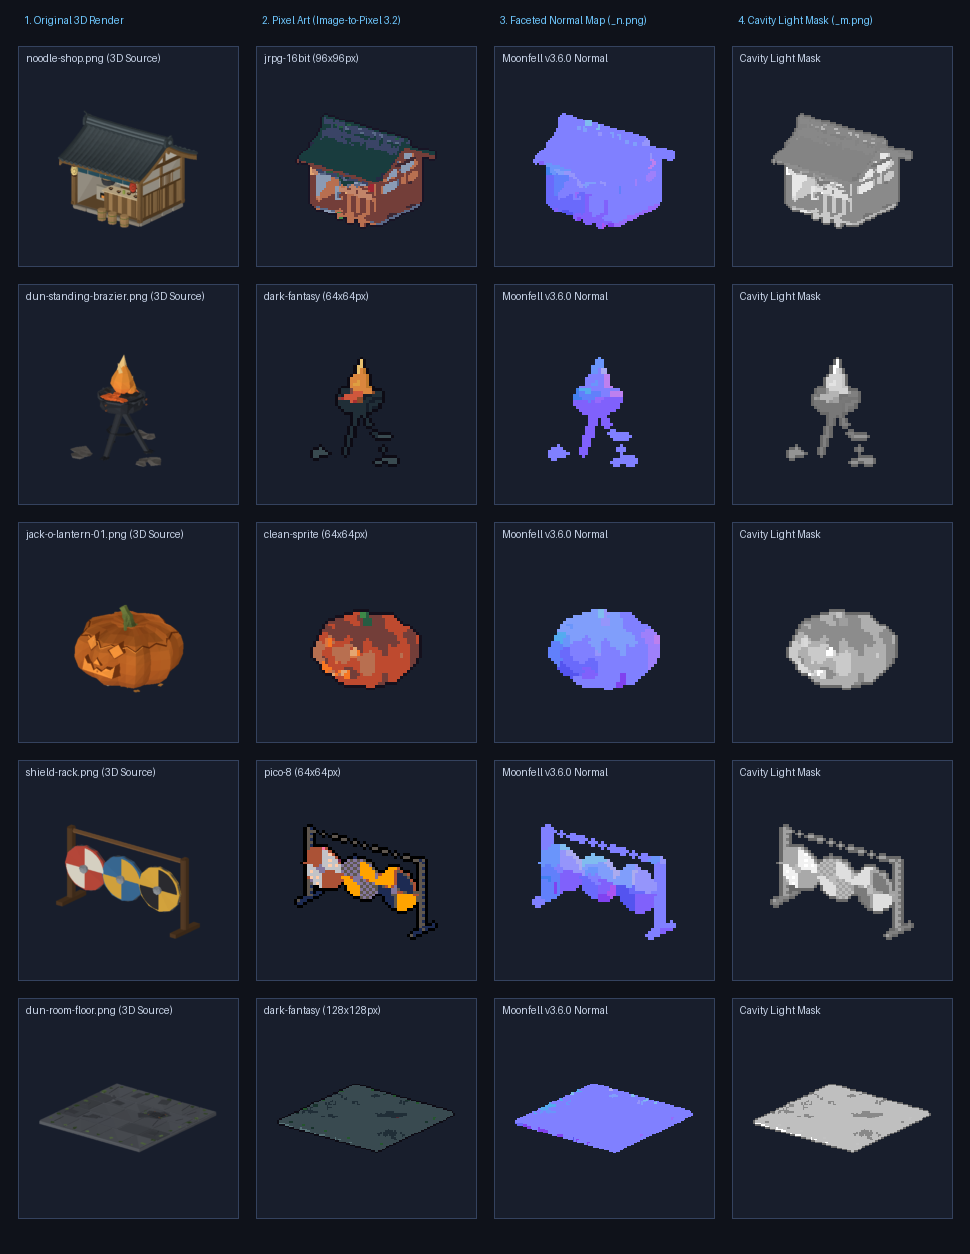 1. Original 3D Render
2. Pixel Art (Image-to-Pixel 3.2)
3. Faceted Normal Map (_n.png)
4. Cavity Light Mask (_m.png)
noodle-shop.png (3D Source)
jrpg-16bit (96x96px)
Moonfell v3.6.0 Normal
Cavity Light Mask
dun-standing-brazier.png (3D Source)
dark-fantasy (64x64px)
Moonfell v3.6.0 Normal
Cavity Light Mask
jack-o-lantern-01.png (3D Source)
clean-sprite (64x64px)
Moonfell v3.6.0 Normal
Cavity Light Mask
shield-rack.png (3D Source)
pico-8 (64x64px)
Moonfell v3.6.0 Normal
Cavity Light Mask
dun-room-floor.png (3D Source)
dark-fantasy (128x128px)
Moonfell v3.6.0 Normal
Cavity Light Mask